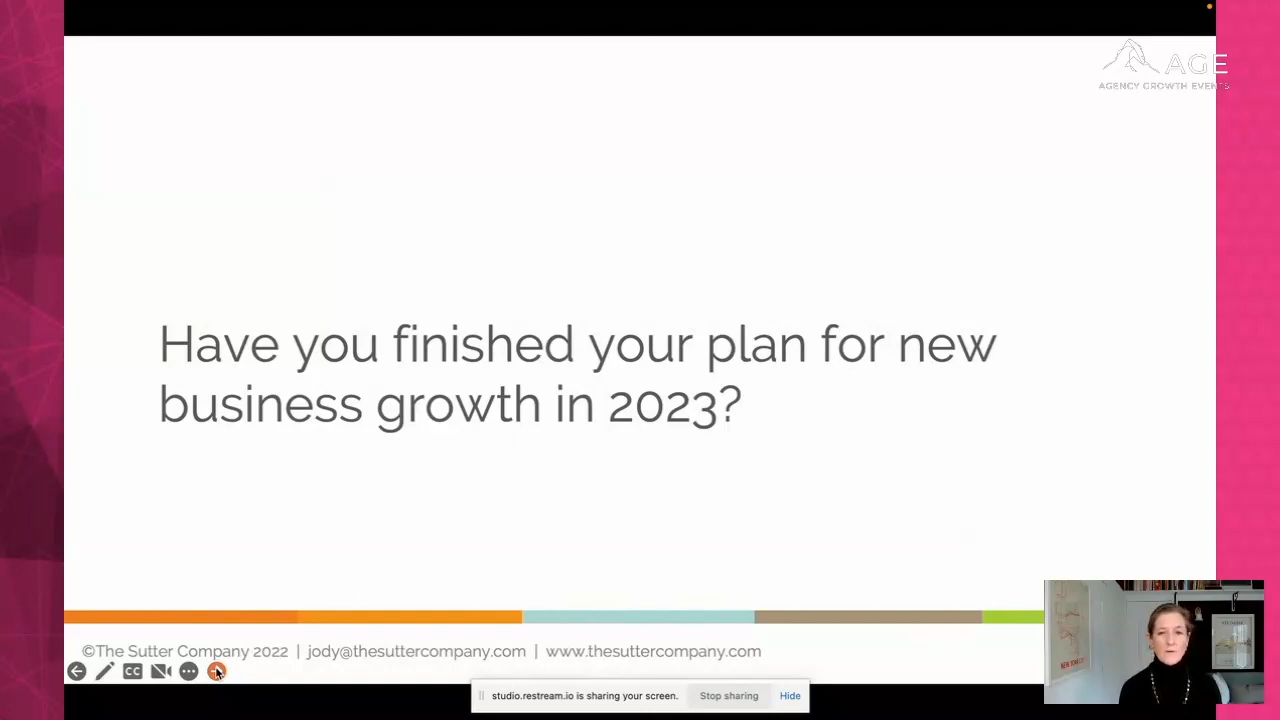 AGE
AGENCY GROWTH EVENTS
Have you finished your plan for new
business growth in 2023?
©The Sutter Company 2022 | jody@thesuttercompany.com | www.thesuttercompany.com
CC
studio.restream.io is sharing your screen. Stop sharing Hide